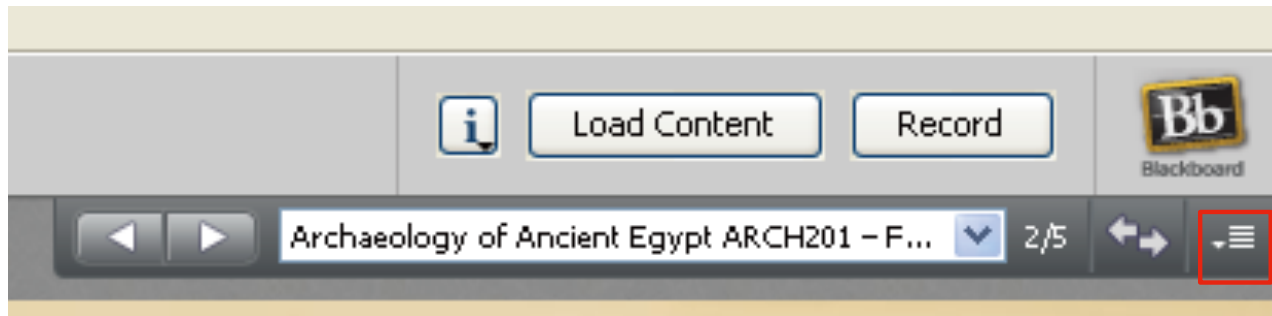 i Load Content Record Bb
Blackboard
Archaeology of Ancient Egypt ARCH201 – F... 2/5